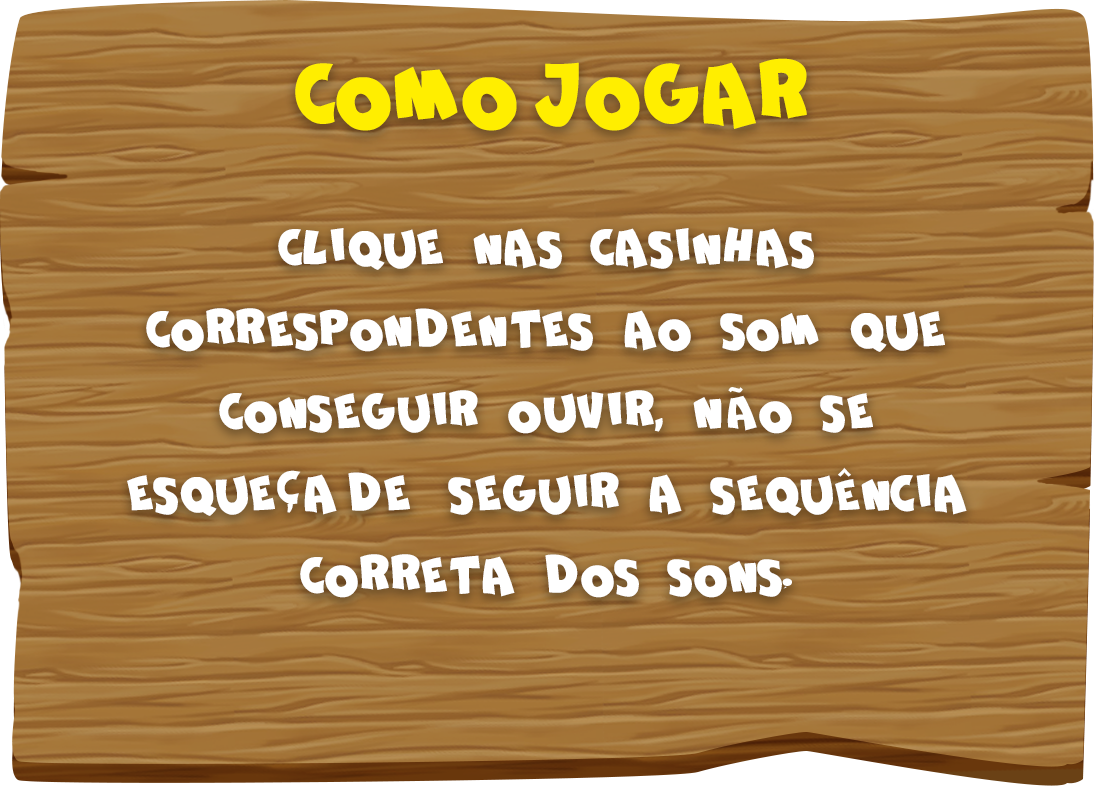 COMO JOGAR
CLIQUE NAS CASINHAS
CORRESPONDENTES AO SOM QUE
CONSEGUIR OUVIR, NÃO SE
ESQUEÇA DE SEGUIR A SEQUÊNCIA
CORRETA DOS SONS.